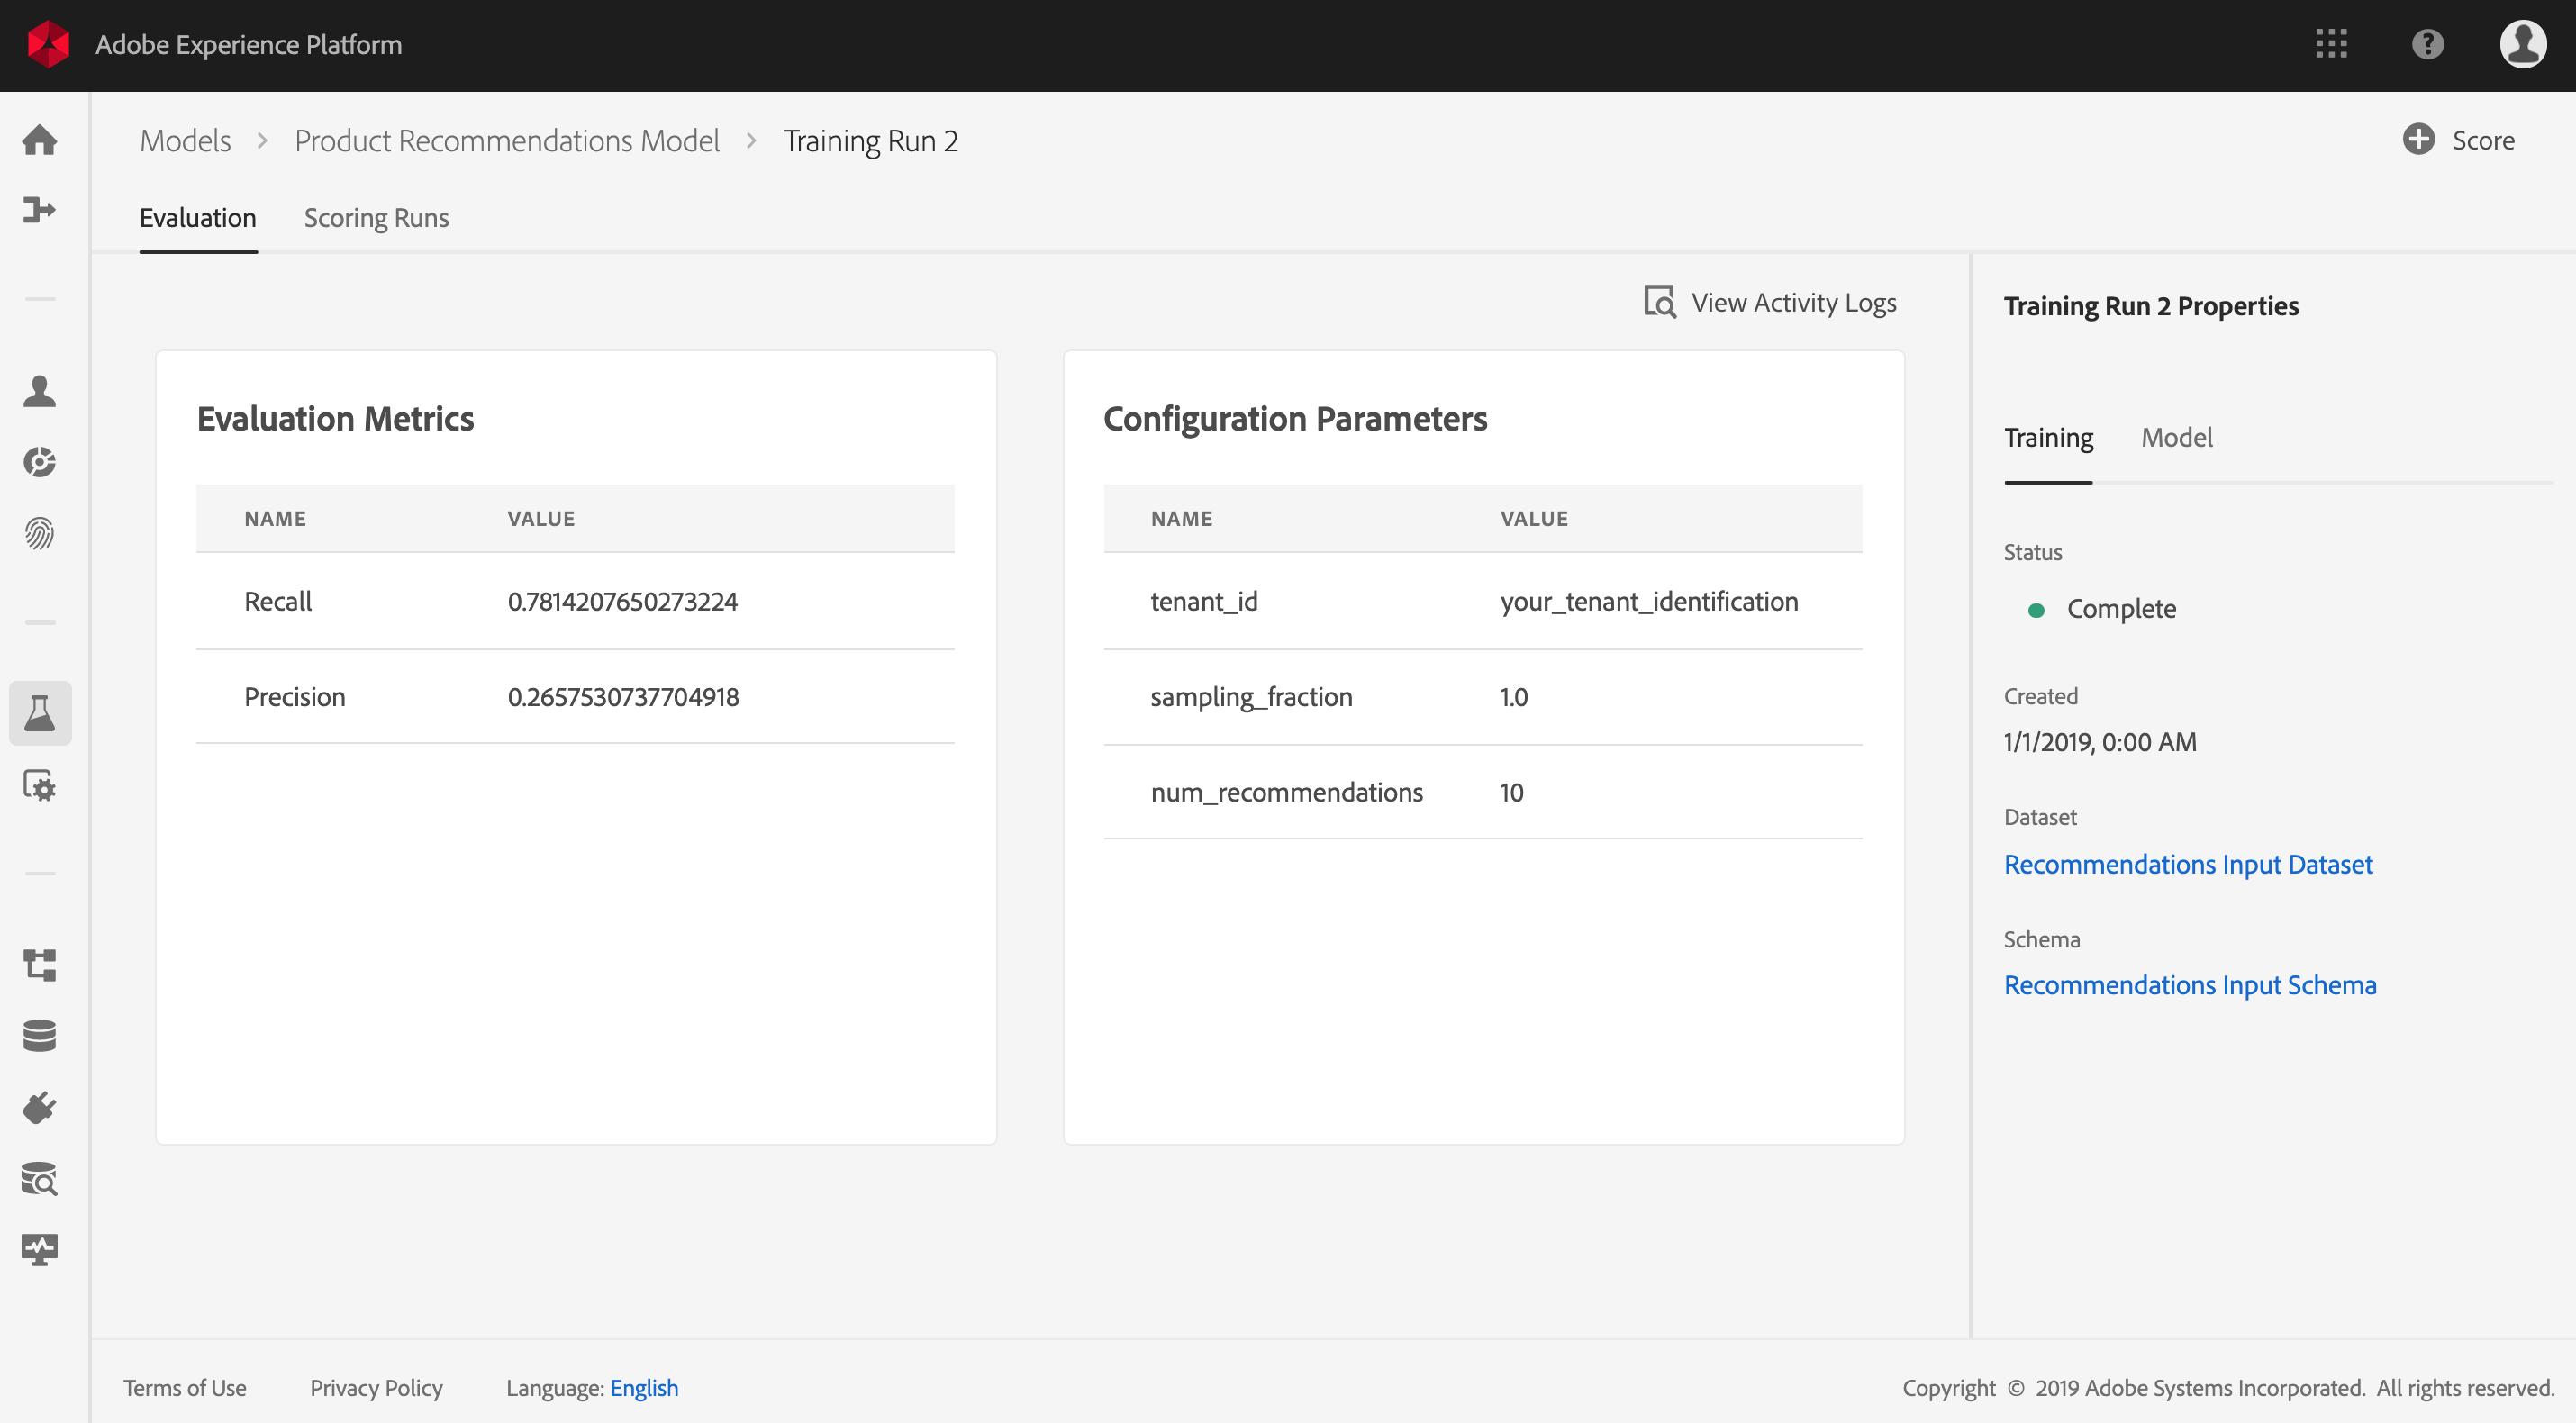 Adobe Experience Platform
?
Models > Product Recommendations Model > Training Run 2
Score
Evaluation
Scoring Runs
View Activity Logs
Evaluation Metrics
NAME VALUE
Recall 0.7814207650273224
Precision 0.2657530737704918
Configuration Parameters
NAME VALUE
tenant_id your_tenant_identification
sampling_fraction 1.0
num_recommendations 10
Training Run 2 Properties
Training Model
Status
Complete
Created
1/1/2019, 0:00 AM
Dataset
Recommendations Input Dataset
Schema
Recommendations Input Schema
Terms of Use Privacy Policy Language: English
Copyright © 2019 Adobe Systems Incorporated. All rights reserved.